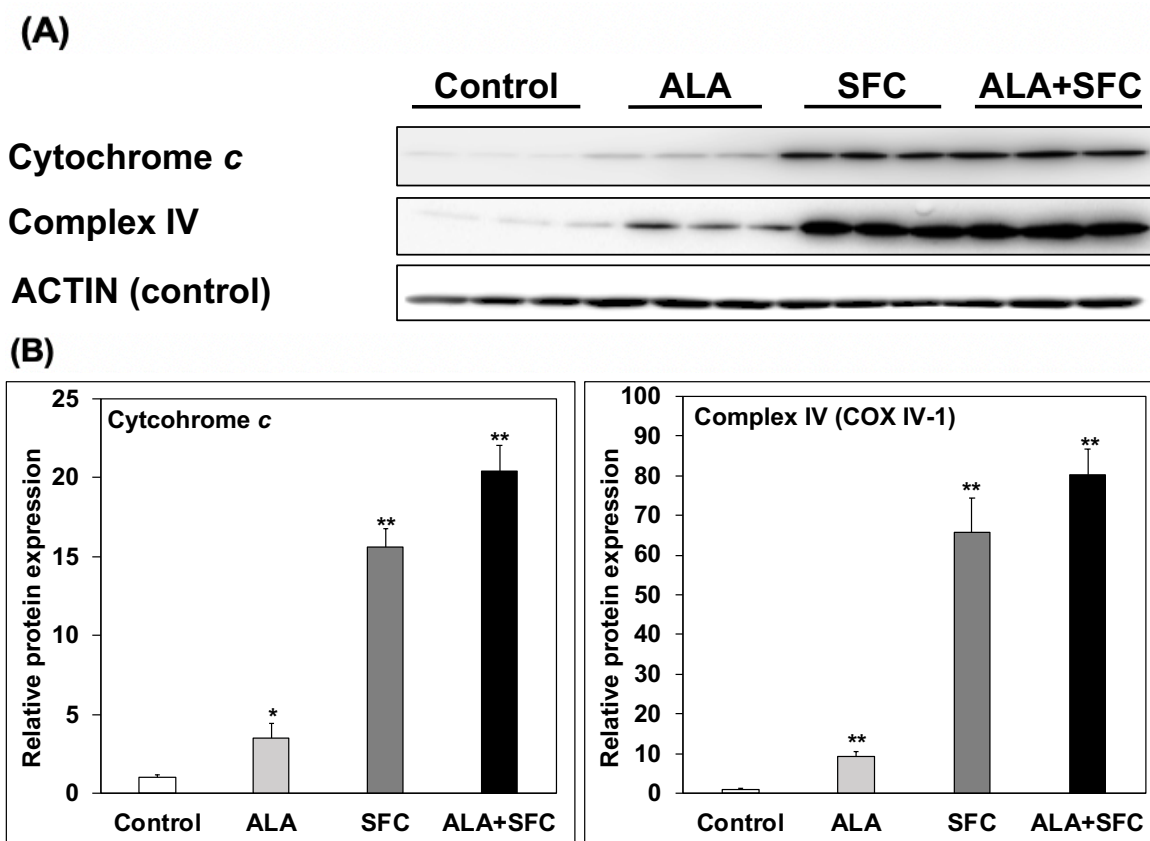 (A)
Control ALA SFC ALA+SFC
Cytochrome c
Complex IV
ACTIN (control)
(B)
Cytcohrome c
Relative protein expression
25
20
15
10
5
0
*
**
**
Control ALA SFC ALA+SFC
Complex IV (COX IV-1)
Relative protein expression
100
90
80
70
60
50
40
30
20
10
0
**
**
**
Control ALA SFC ALA+SFC